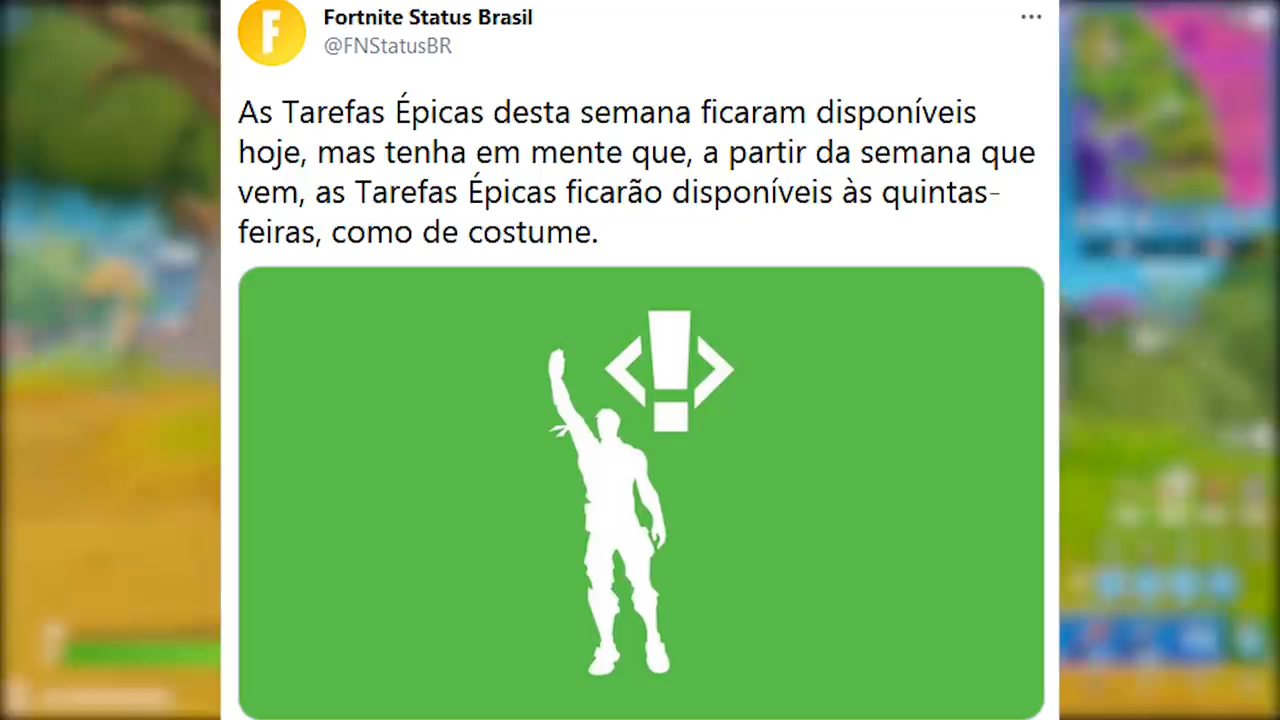 Fortnite Status Brasil
@FNStatusBR
As Tarefas Épicas desta semana ficaram disponíveis
hoje, mas tenha em mente que, a partir da semana que
vem, as Tarefas Épicas ficarão disponíveis às quintas-
feiras, como de costume.